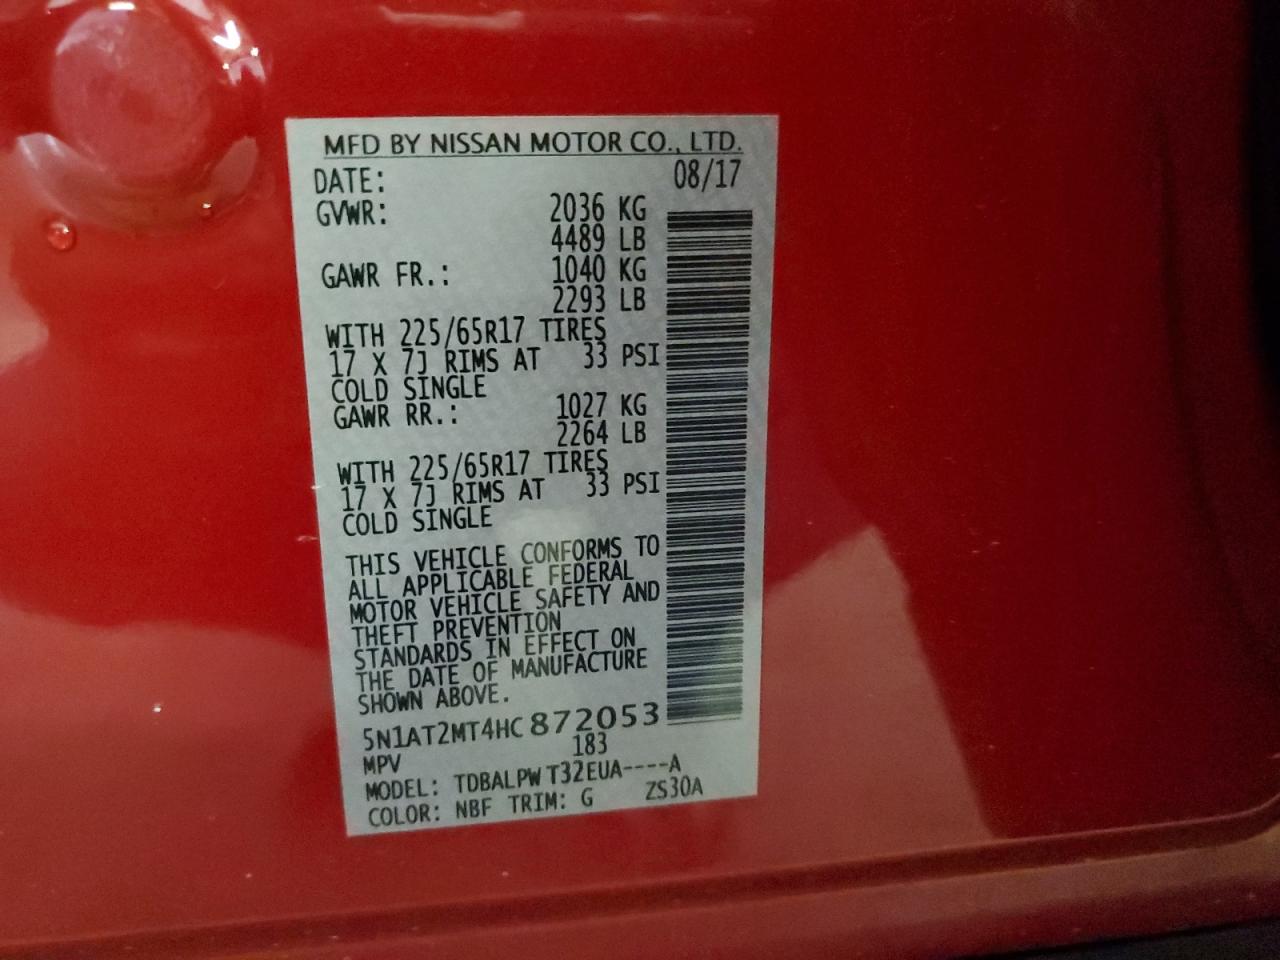 MFD BY NISSAN MOTOR CO., LTD.
DATE: 08/17
GVWR: 2036 KG
4489 LB
GAWR FR.: 1040 KG
2293 LB
WITH 225/65R17 TIRES
17 X 7J RIMS AT 33 PSI
COLD SINGLE
GAWR RR.: 1027 KG
2264 LB
WITH 225/65R17 TIRES
17 X 7J RIMS AT 33 PSI
COLD SINGLE
THIS VEHICLE CONFORMS TO
ALL APPLICABLE FEDERAL
MOTOR VEHICLE SAFETY AND
THEFT PREVENTION
STANDARDS IN EFFECT ON
THE DATE OF MANUFACTURE
SHOWN ABOVE.
5N1AT2MT4HC872053
MPV 183
MODEL: TDBALPW T32EUA----A
COLOR: NBF TRIM: G ZS30A